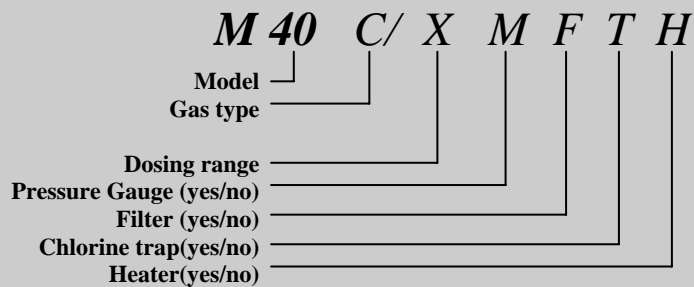 M 40 C/ X M F T H
Model
Gas type
Dosing range
Pressure Gauge (yes/no)
Filter (yes/no)
Chlorine trap(yes/no)
Heater(yes/no)